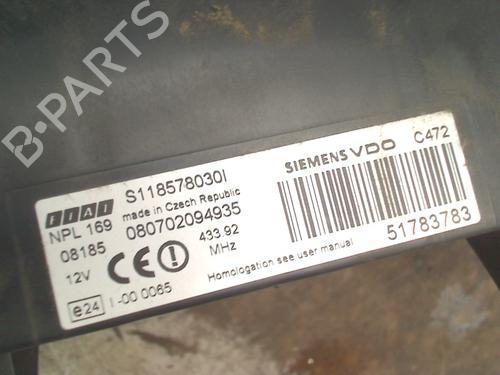 B-PARTS
FIAT S118578030I SIEMENS VDO C472
NPL 169 made in Czech Republic
08185 080702094935
12V CE 433.92 MHz 51783783
Homologation see user manual
e24 I-00 0065